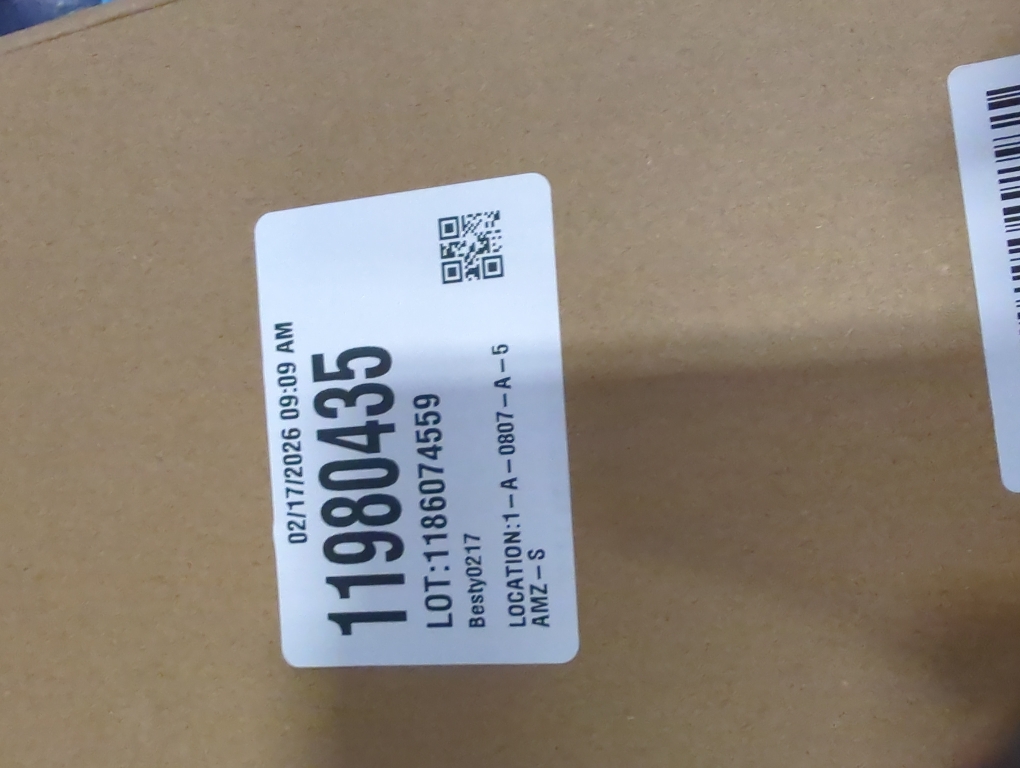 02/17/2026 09:09 AM
11980435
LOT:1186074559
Besty0217
LOCATION:1-A-0807-A-5
AMZ-S